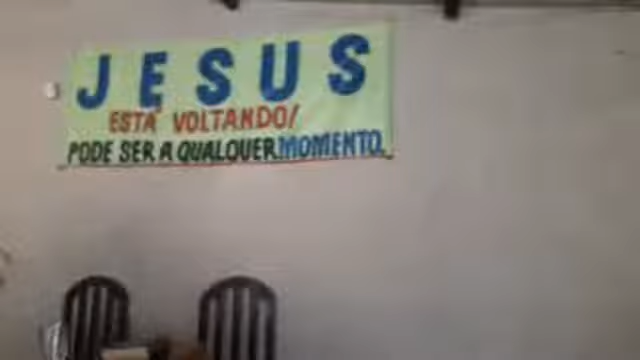 JESUS
ESTÁ VOLTANDO!
PODE SER A QUALQUER MOMENTO.